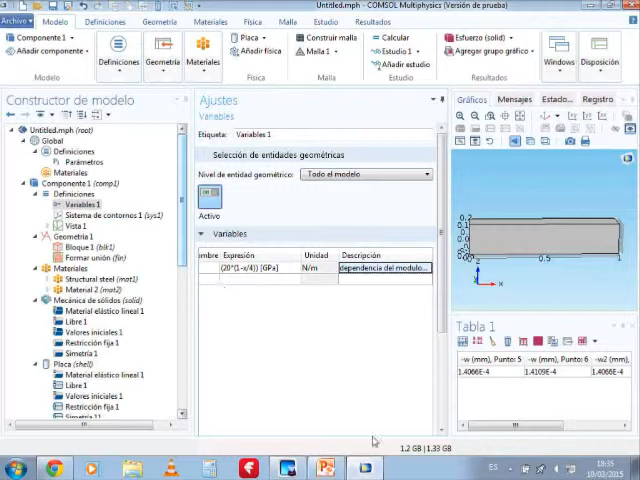 Untitled.mph - COMSOL Multiphysics (Versión de prueba)
Archivo Modelo Definiciones Geometría Materiales Física Malla Estudio Resultados
Componente 1
Añadir componente
Modelo
Definiciones
Geometría
Materiales
Placa
Añadir física
Física
Construir malla
Malla 1
Malla
Calcular
Estudio 1
Añadir estudio
Estudio
Esfuerzo (solid)
Agregar grupo gráfico
Resultados
Windows
Disposición
Constructor de modelo
Untitled.mph (root)
Global
Definiciones
Parámetros
Materiales
Componente 1 (comp1)
Definiciones
Variables 1
Sistema de contornos 1 (sys1)
Vista 1
Geometría 1
Bloque 1 (blk1)
Formar unión (fin)
Materiales
Structural steel (mat1)
Material 2 (mat2)
Mecánica de sólidos (solid)
Material elástico lineal 1
Libre 1
Valores iniciales 1
Restricción fija 1
Simetría 1
Placa (shell)
Material elástico lineal 1
Libre 1
Valores iniciales 1
Restricción fija 1
Ajustes
Variables
Etiqueta: Variables 1
Selección de entidades geométricas
Nivel de entidad geométrico: Todo el modelo
Activo
Variables
mbre Expresión Unidad Descripción
(20*(1-x/4)) [GPa] N/m dependencia del modulo...
Gráficos Mensajes Estado... Registro
0.2
0.1
0.5
1
z
y
x
Tabla 1
-w (mm), Punto: 5 -w (mm), Punto: 6 -w2 (mm),
1.4066E-4 1.4109E-4 1.4066E-4
1.2 GB | 1.33 GB
ES
18:35
10/03/2015